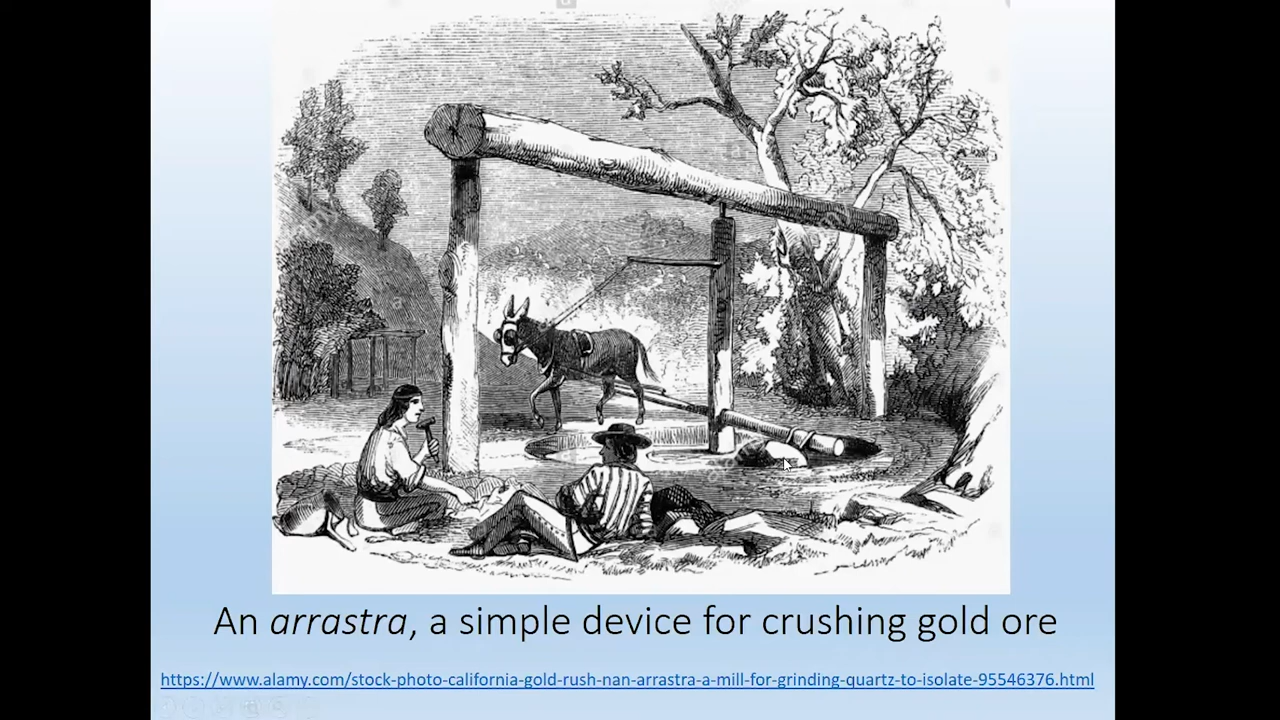 An arrastra, a simple device for crushing gold ore
https://www.alamy.com/stock-photo-california-gold-rush-nan-arrastra-a-mill-for-grinding-quartz-to-isolate-95546376.html